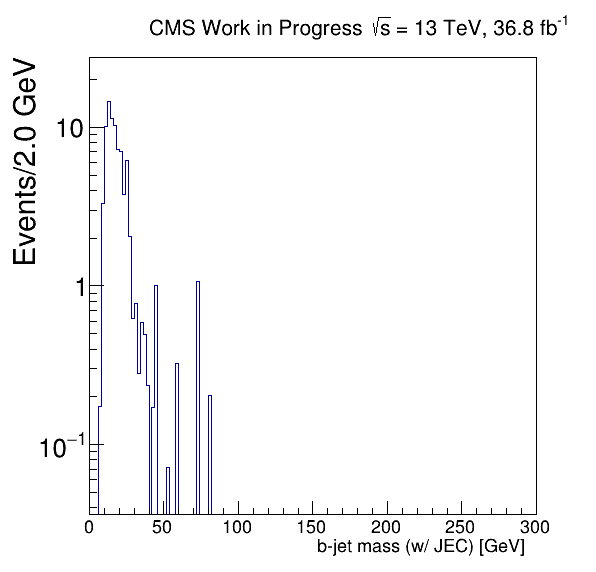 CMS Work in Progress √s = 13 TeV, 36.8 fb⁻¹
Events/2.0 GeV
10
1
10⁻¹
0 50 100 150 200 250 300
b-jet mass (w/ JEC) [GeV]